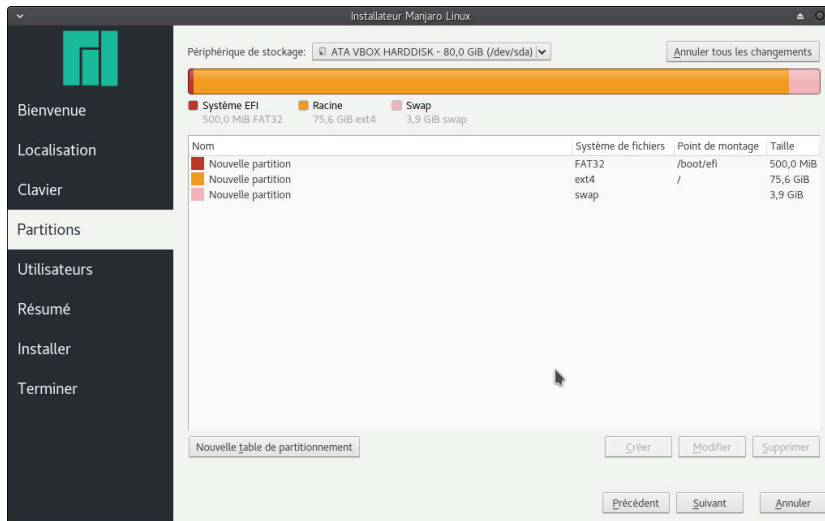 Installateur Manjaro Linux
Périphérique de stockage: ATA VBOX HARDDISK - 80,0 GiB (/dev/sda)
Annuler tous les changements
Système EFI
500,0 MiB FAT32
Racine
75,6 GiB ext4
Swap
3,9 GiB swap
Bienvenue
Localisation
Clavier
Partitions
Utilisateurs
Résumé
Installer
Terminer
Nom Système de fichiers Point de montage Taille
Nouvelle partition FAT32 /boot/efi 500,0 MiB
Nouvelle partition ext4 / 75,6 GiB
Nouvelle partition swap 3,9 GiB
Nouvelle table de partitionnement
Créer
Modifier
Supprimer
Précédent
Suivant
Annuler